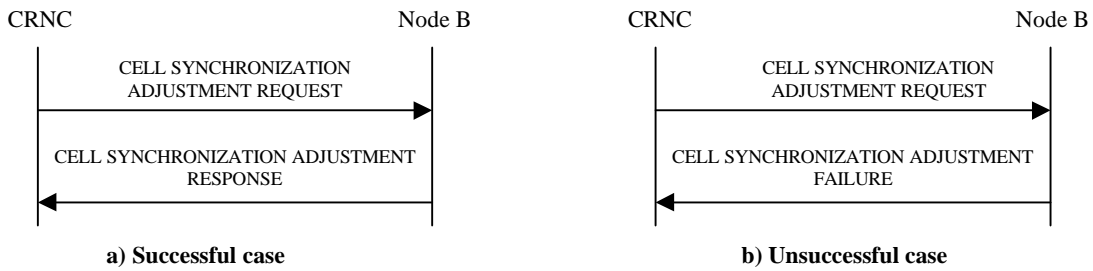 CRNC
Node B
CELL SYNCHRONIZATION
ADJUSTMENT REQUEST
CELL SYNCHRONIZATION ADJUSTMENT
RESPONSE
a) Successful case
CRNC
Node B
CELL SYNCHRONIZATION
ADJUSTMENT REQUEST
CELL SYNCHRONIZATION ADJUSTMENT
FAILURE
b) Unsuccessful case